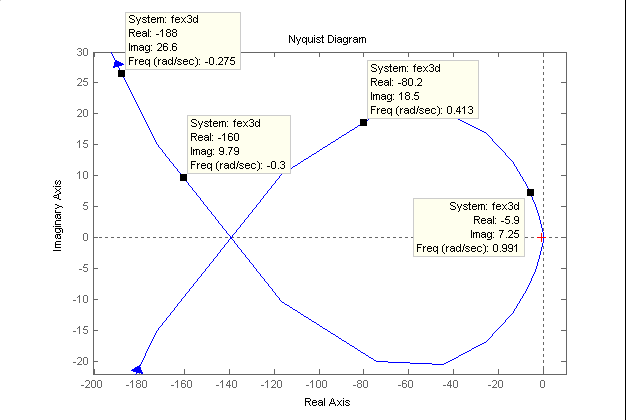 Nyquist Diagram
System: fex3d
Real: -188
Imag: 26.6
Freq (rad/sec): -0.275
System: fex3d
Real: -80.2
Imag: 18.5
Freq (rad/sec): 0.413
System: fex3d
Real: -160
Imag: 9.79
Freq (rad/sec): -0.3
System: fex3d
Real: -5.9
Imag: 7.25
Freq (rad/sec): 0.991
Imaginary Axis
30
25
20
15
10
5
0
-5
-10
-15
-20
-200 -180 -160 -140 -120 -100 -80 -60 -40 -20 0
Real Axis